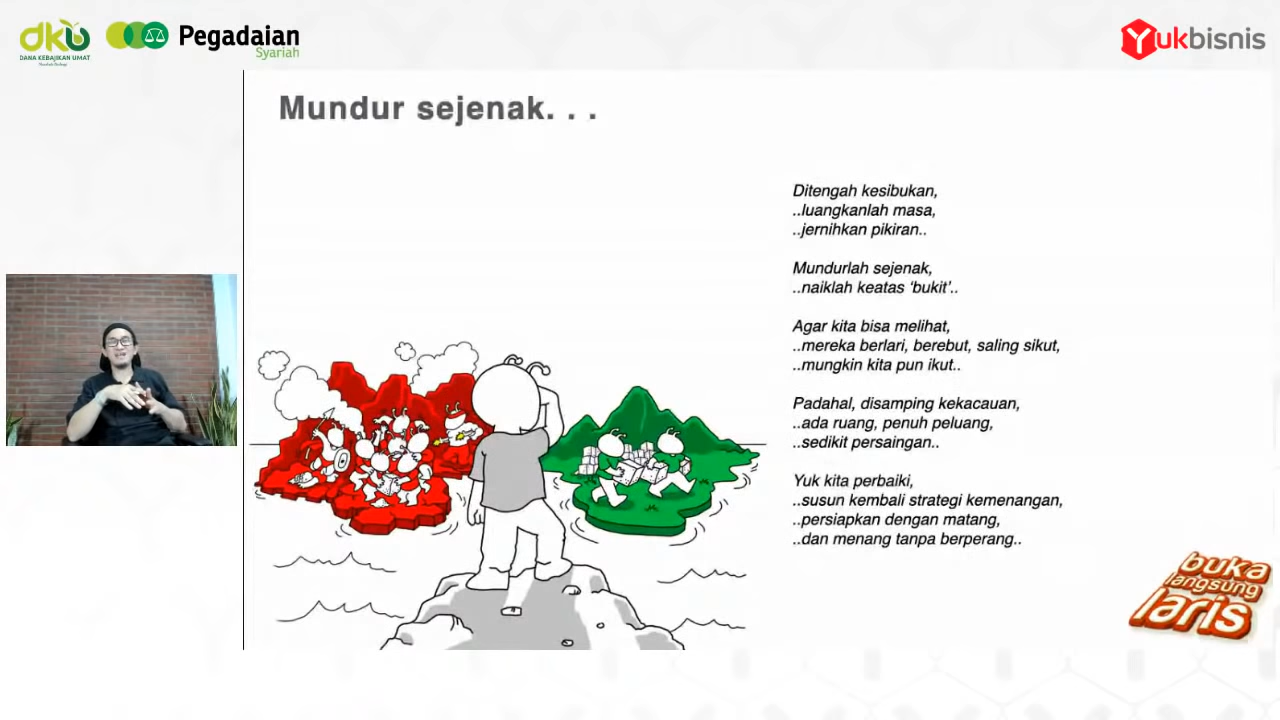 dku
DANA KEBAJIKAN UMAT
Pegadaian
Syariah
Yukbisnis
Mundur sejenak. . .
Ditengah kesibukan,
..luangkanlah masa,
..jernihkan pikiran..
Mundurlah sejenak,
..naiklah keatas ‘bukit’..
Agar kita bisa melihat,
..mereka berlari, berebut, saling sikut,
..mungkin kita pun ikut..
Padahal, disamping kekacauan,
..ada ruang, penuh peluang,
..sedikit persaingan..
Yuk kita perbaiki,
..susun kembali strategi kemenangan,
..persiapkan dengan matang,
..dan menang tanpa berperang..
buka
langsung
laris